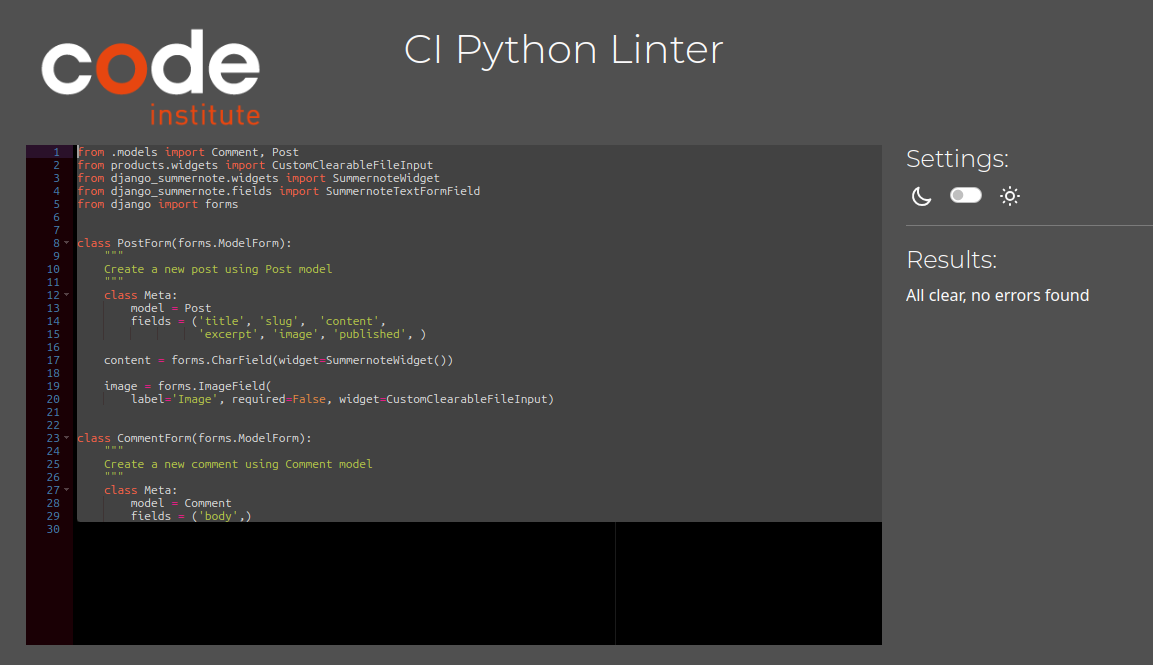 code
institute
CI Python Linter
1 from .models import Comment, Post
2 from products.widgets import CustomClearableFileInput
3 from django_summernote.widgets import SummernoteWidget
4 from django_summernote.fields import SummernoteTextFormField
5 from django import forms
6
7
8 class PostForm(forms.ModelForm):
9     """
10     Create a new post using Post model
11     """
12     class Meta:
13         model = Post
14         fields = ('title', 'slug',  'content',
15                   'excerpt', 'image', 'published', )
16
17     content = forms.CharField(widget=SummernoteWidget())
18
19     image = forms.ImageField(
20         label='Image', required=False, widget=CustomClearableFileInput)
21
22
23 class CommentForm(forms.ModelForm):
24     """
25     Create a new comment using Comment model
26     """
27     class Meta:
28         model = Comment
29         fields = ('body',)
30
Settings:
Results:
All clear, no errors found